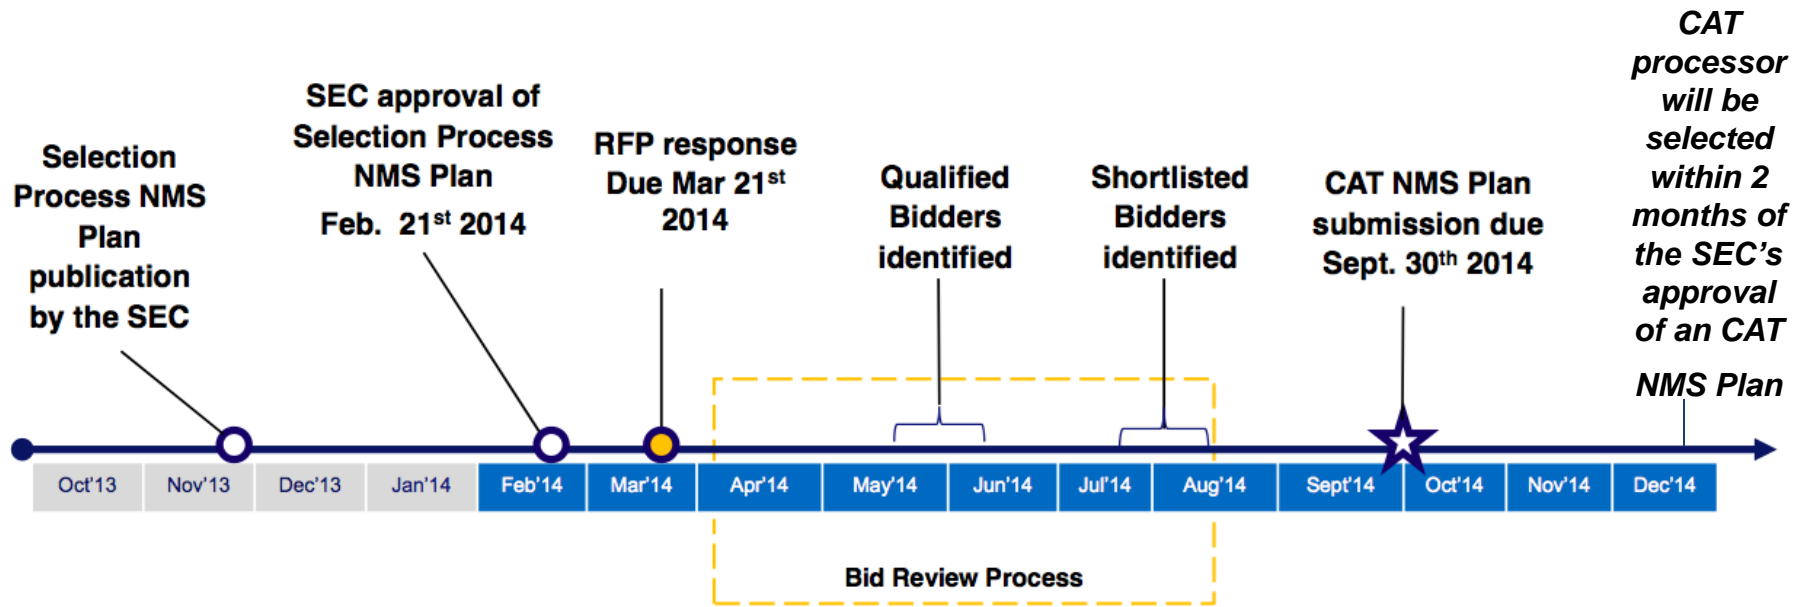 Selection
Process NMS
Plan
publication
by the SEC
SEC approval of
Selection Process
NMS Plan
Feb. 21st 2014
RFP response
Due Mar 21st
2014
Qualified
Bidders
identified
Shortlisted
Bidders
identified
CAT NMS Plan
submission due
Sept. 30th 2014
CAT
processor
will be
selected
within 2
months of
the SEC’s
approval
of an CAT
NMS Plan
Oct’13
Nov’13
Dec’13
Jan’14
Feb’14
Mar’14
Apr’14
May’14
Jun’14
Jul’14
Aug’14
Sept’14
Oct’14
Nov’14
Dec’14
Bid Review Process